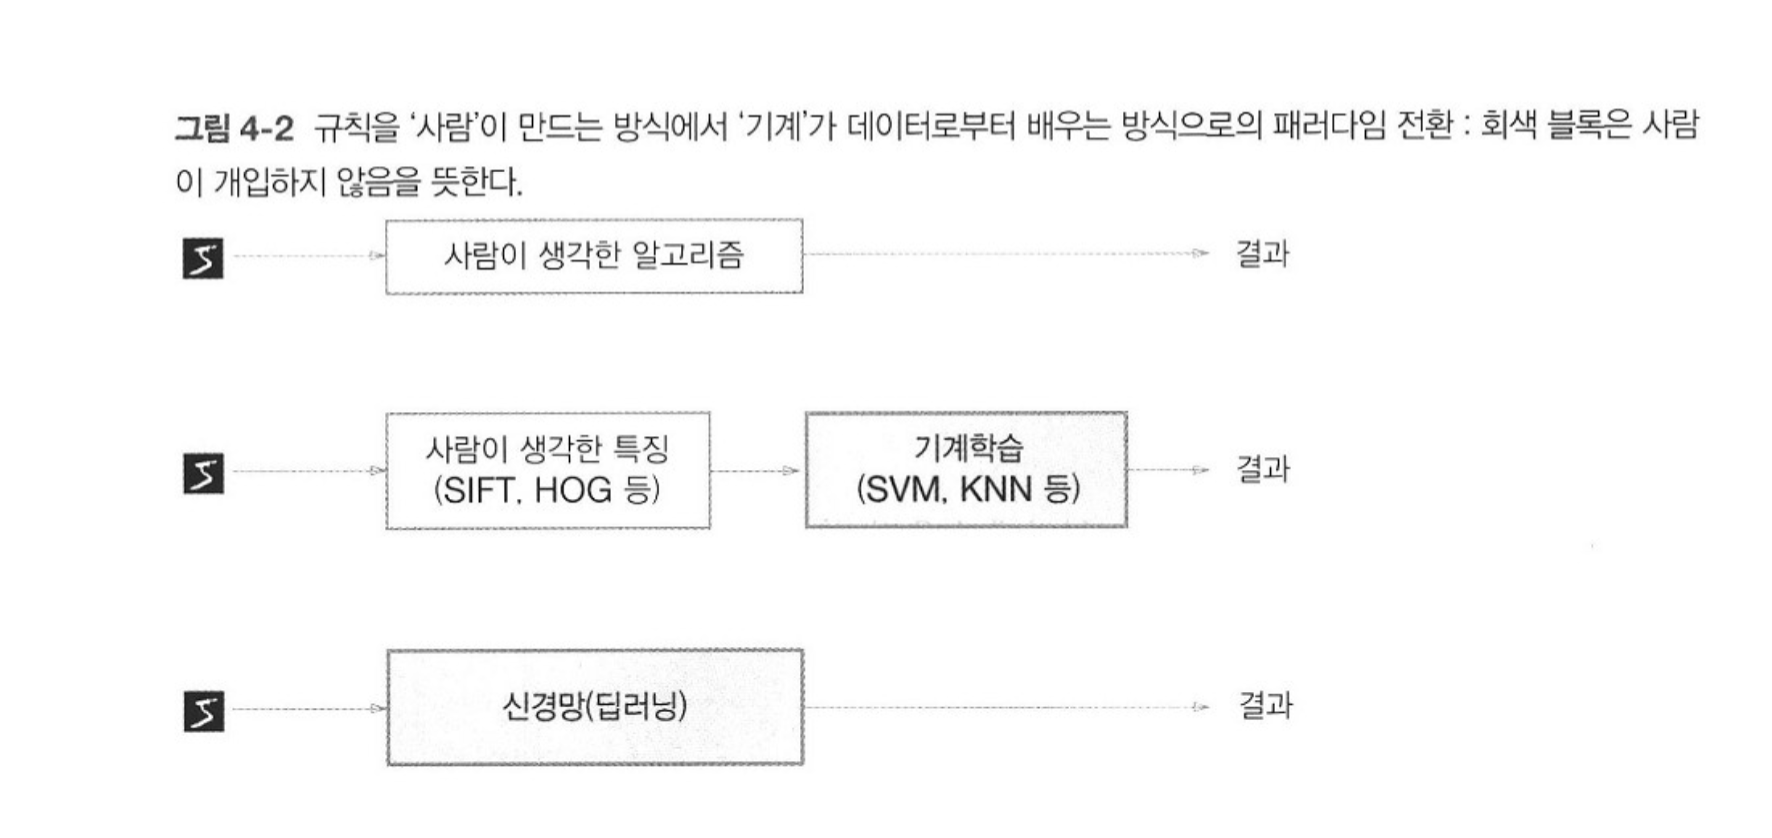 그림 4-2 규칙을 '사람'이 만드는 방식에서 '기계'가 데이터로부터 배우는 방식으로의 패러다임 전환 : 회색 블록은 사람
이 개입하지 않음을 뜻한다.
5
사람이 생각한 알고리즘
결과
5
사람이 생각한 특징
(SIFT, HOG 등)
기계학습
(SVM, KNN 등)
결과
5
신경망(딥러닝)
결과